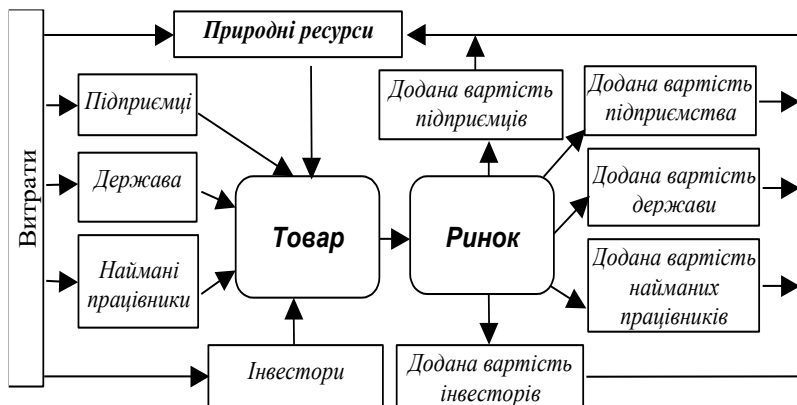 Витрати
Природні ресурси
Підприємці
Держава
Наймані
працівники
Інвестори
Товар
Ринок
Додана вартість
підприємців
Додана вартість
підприємства
Додана вартість
держави
Додана вартість
найманих
працівників
Додана вартість
інвесторів